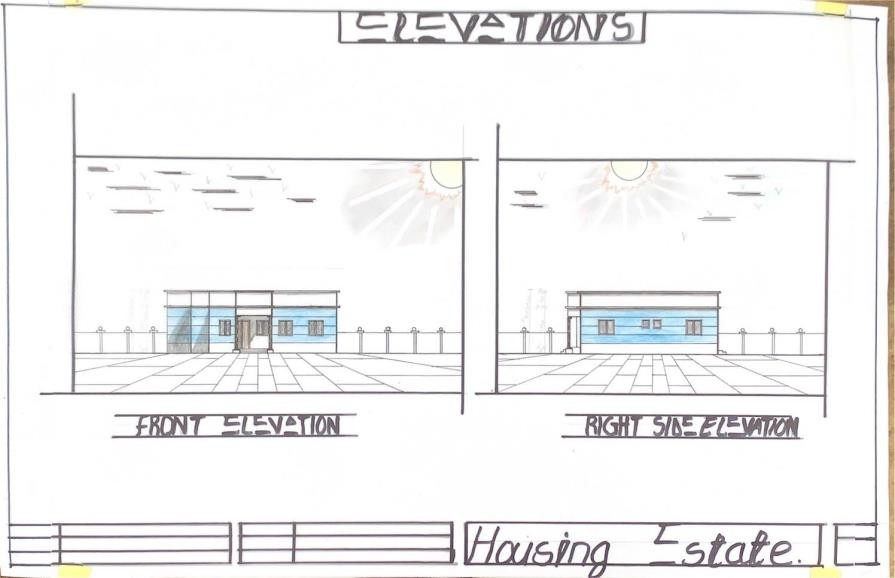 ELEVATIONS
FRONT ELEVATION
RIGHT SIDE ELEVATION
Housing Estate.